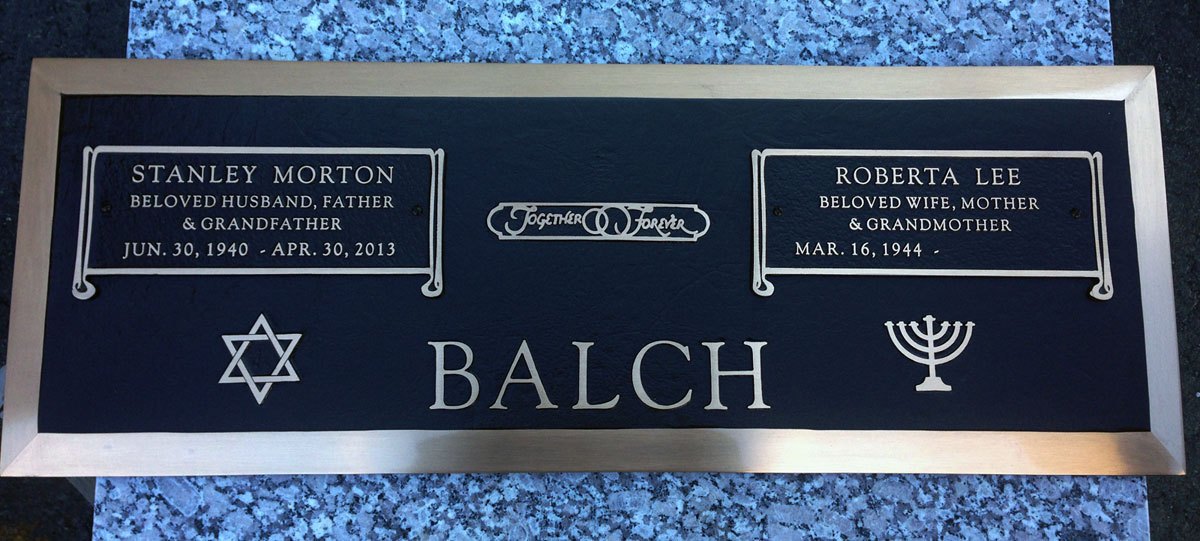 STANLEY MORTON
BELOVED HUSBAND, FATHER
& GRANDFATHER
JUN. 30, 1940 - APR. 30, 2013
TOGETHER FOREVER
ROBERTA LEE
BELOVED WIFE, MOTHER
& GRANDMOTHER
MAR. 16, 1944 -
BALCH